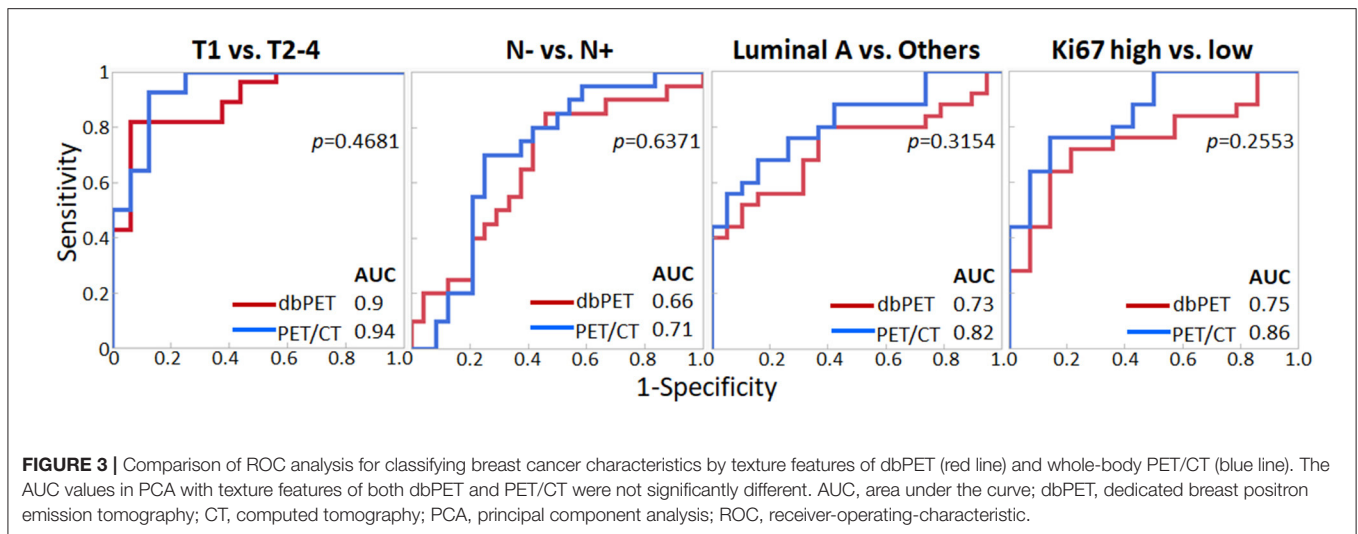 T1 vs. T2-4
N- vs. N+
Luminal A vs. Others
Ki67 high vs. low
Sensitivity
1
0.8
0.6
0.4
0.2
0
p=0.4681
AUC
dbPET 0.9
PET/CT 0.94
0 0.2 0.4 0.6 0.8 1.0
p=0.6371
AUC
dbPET 0.66
PET/CT 0.71
0.2 0.4 0.6 0.8 1.0
p=0.3154
AUC
dbPET 0.73
PET/CT 0.82
0.2 0.4 0.6 0.8 1.0
p=0.2553
AUC
dbPET 0.75
PET/CT 0.86
0.2 0.4 0.6 0.8 1.0
1-Specificity
FIGURE 3 | Comparison of ROC analysis for classifying breast cancer characteristics by texture features of dbPET (red line) and whole-body PET/CT (blue line). The
AUC values in PCA with texture features of both dbPET and PET/CT were not significantly different. AUC, area under the curve; dbPET, dedicated breast positron
emission tomography; CT, computed tomography; PCA, principal component analysis; ROC, receiver-operating-characteristic.